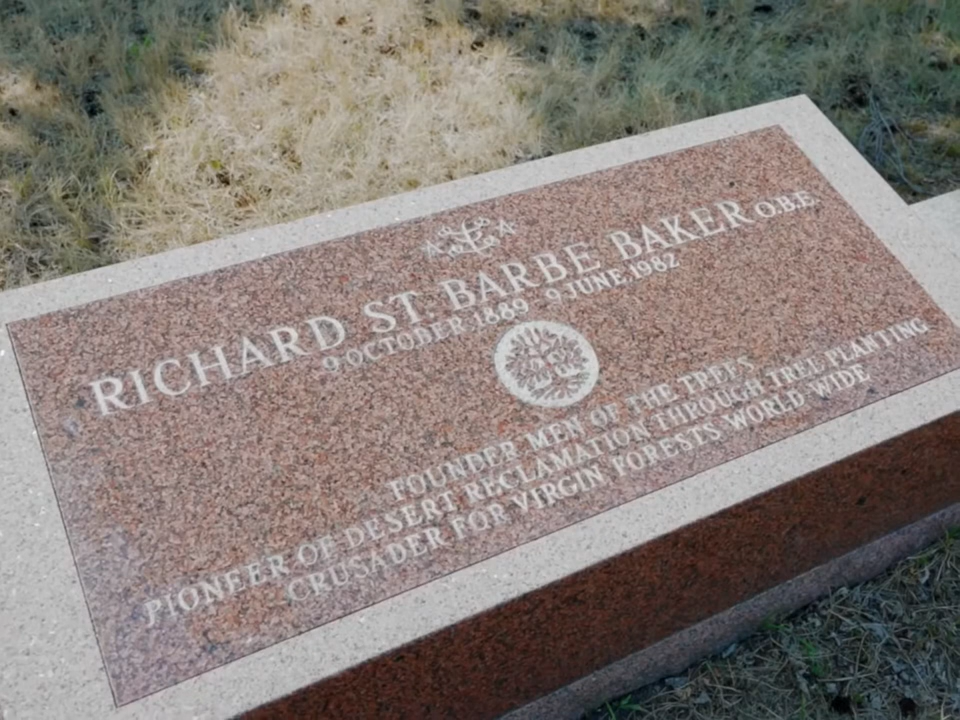 RICHARD ST. BARBE BAKER O.B.E.
9 OCTOBER 1889 9 JUNE, 1982
FOUNDER MEN OF THE TREES
PIONEER OF DESERT RECLAMATION THROUGH TREE PLANTING
CRUSADER FOR VIRGIN FORESTS WORLD WIDE